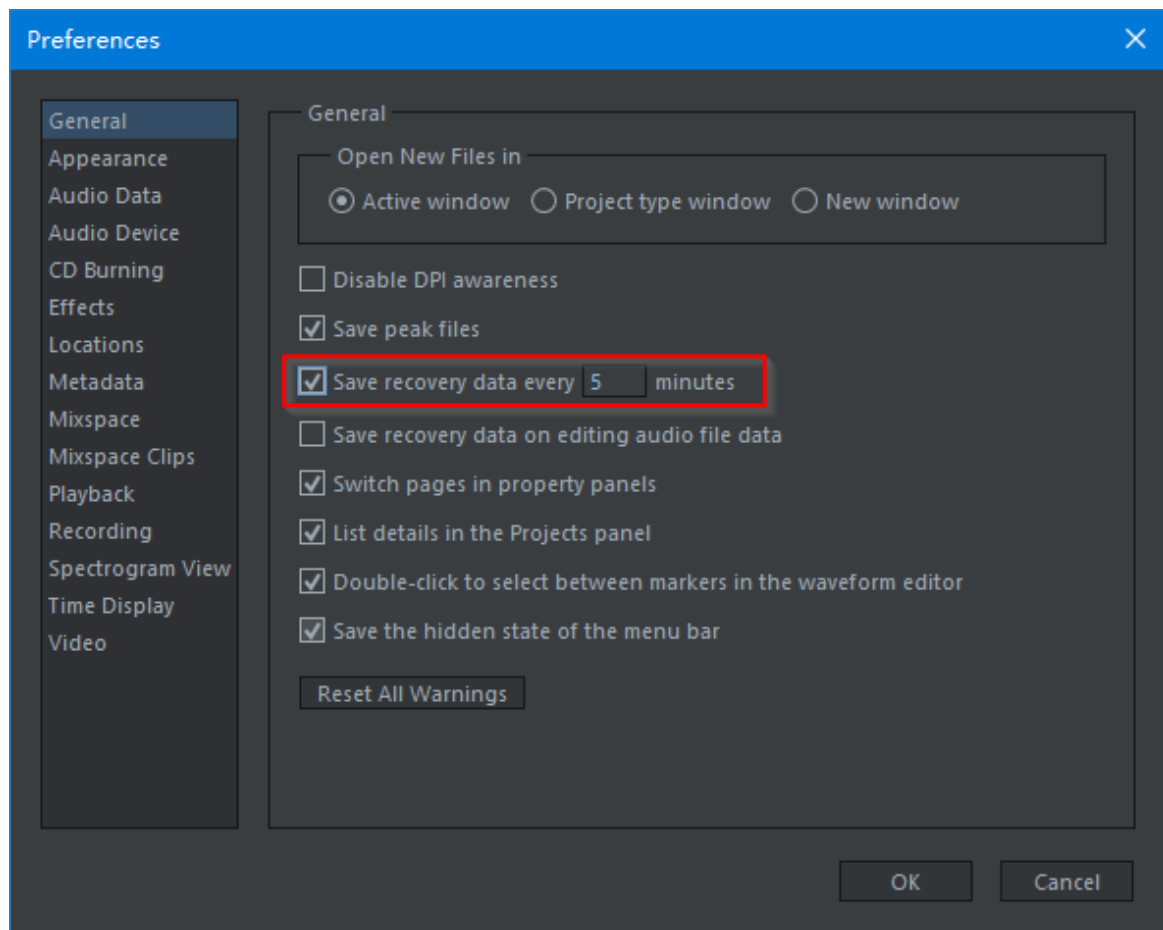 Preferences
General
Appearance
Audio Data
Audio Device
CD Burning
Effects
Locations
Metadata
Mixspace
Mixspace Clips
Playback
Recording
Spectrogram View
Time Display
Video
General
Open New Files in
Active window Project type window New window
Disable DPI awareness
Save peak files
Save recovery data every 5 minutes
Save recovery data on editing audio file data
Switch pages in property panels
List details in the Projects panel
Double-click to select between markers in the waveform editor
Save the hidden state of the menu bar
Reset All Warnings
OK Cancel